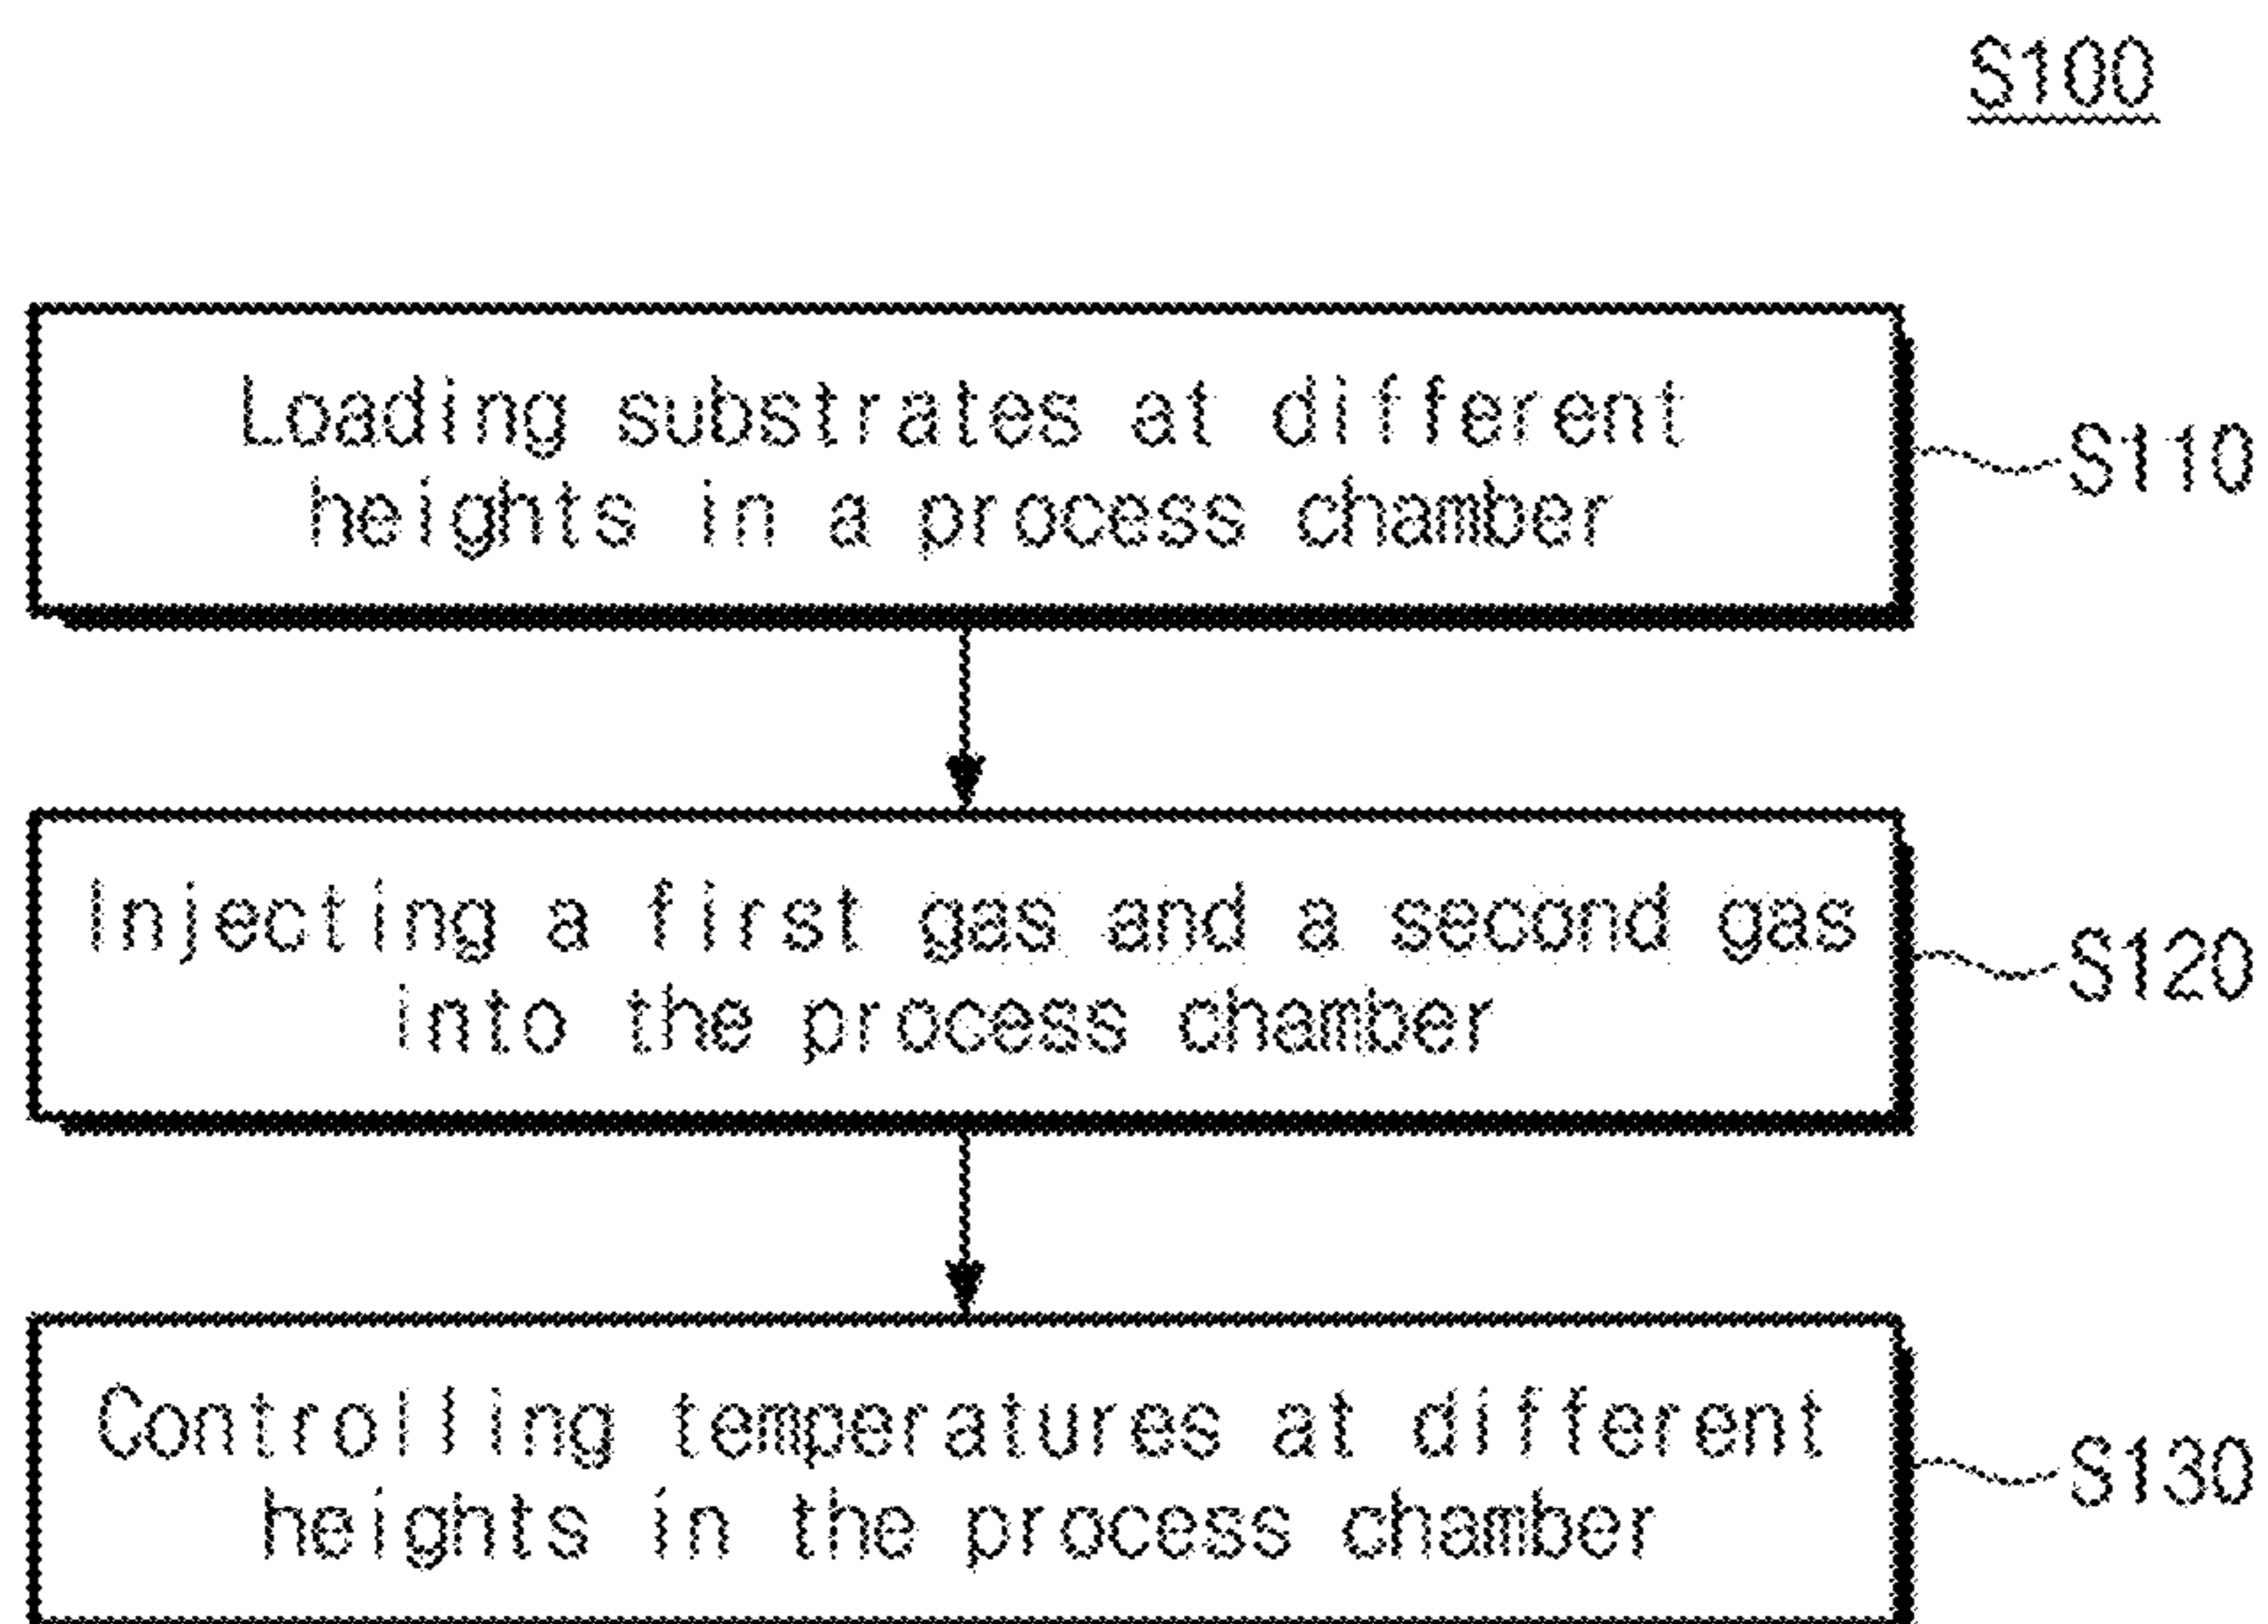 S100
Loading substrates at different
heights in a process chamber
S110
Injecting a first gas and a second gas
into the process chamber
S120
Controlling temperatures at different
heights in the process chamber
S130